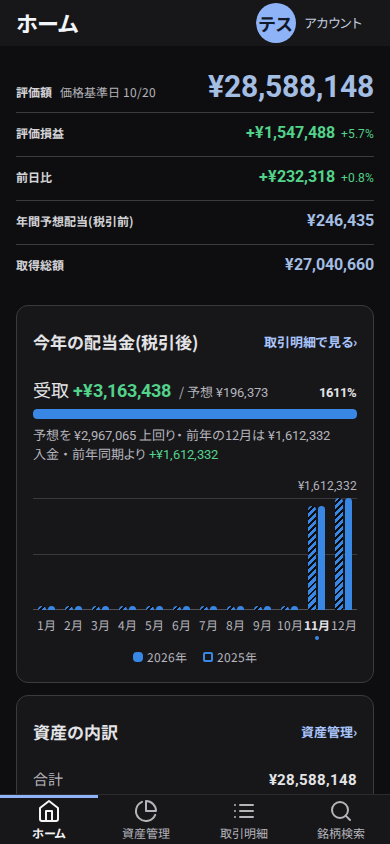 ホーム
テス アカウント
評価額 価格基準日 10/20 ¥28,588,148
評価損益 +¥1,547,488 +5.7%
前日比 +¥232,318 +0.8%
年間予想配当(税引前) ¥246,435
取得総額 ¥27,040,660
今年の配当金(税引後) 取引明細で見る›
受取 +¥3,163,438 / 予想 ¥196,373 1611%
予想を ¥2,967,065 上回り・前年の12月は ¥1,612,332
入金・前年同期より +¥1,612,332
¥1,612,332
1月 2月 3月 4月 5月 6月 7月 8月 9月 10月 11月 12月
2026年 2025年
資産の内訳 資産管理›
合計 ¥28,588,148
ホーム 資産管理 取引明細 銘柄検索